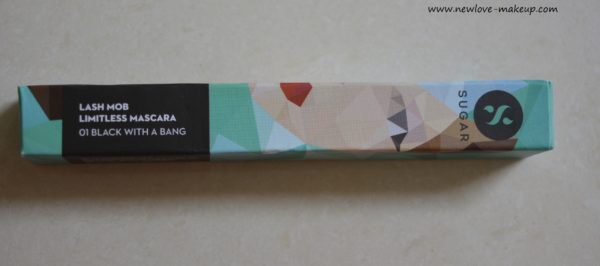 www.newlove-makeup.com
LASH MOB
LIMITLESS MASCARA
01 BLACK WITH A BANG
SUGAR